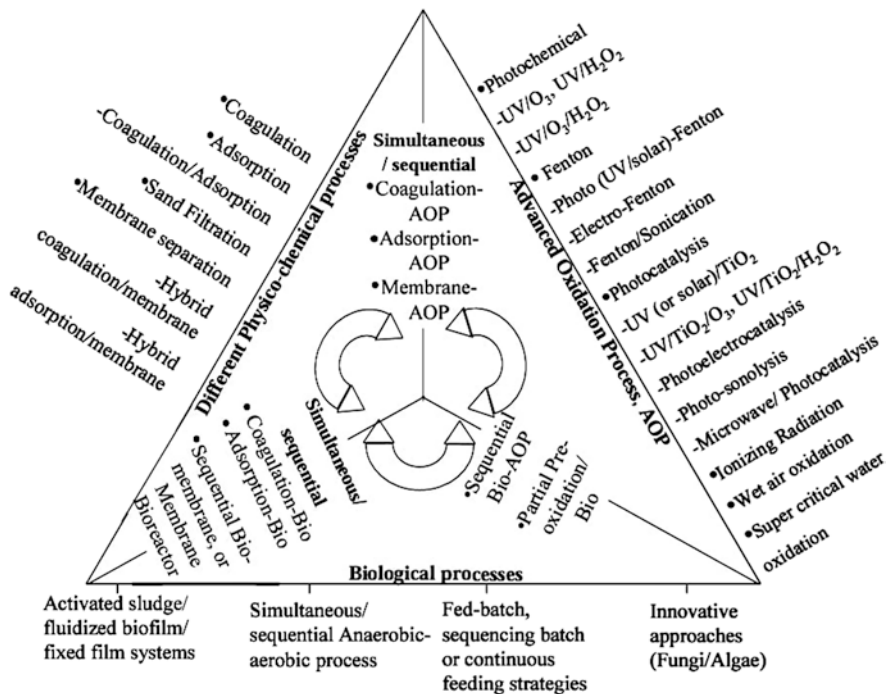 •Coagulation
•Adsorption
-Coagulation/Adsorption
•Sand Filtration
•Membrane separation
-Hybrid
coagulation/membrane
-Hybrid
adsorption/membrane
Different Physico-chemical processes
Simultaneous
/ sequential
•Coagulation-
AOP
•Adsorption-
AOP
•Membrane-
AOP
•Photochemical
-UV/O₃, UV/H₂O₂
-UV/O₃/H₂O₂
• Fenton
-Photo (UV/solar)-Fenton
-Electro-Fenton
-Fenton/Sonication
•Photocatalysis
-UV (or solar)/TiO₂
-UV/TiO₂/O₃, UV/TiO₂/H₂O₂
-Photoelectrocatalysis
-Photo-sonolysis
-Microwave/ Photocatalysis
•Ionizing Radiation
•Wet air oxidation
•Super critical water
oxidation
Advanced Oxidation Process, AOP
Simultaneous/
sequential
•Coagulation-Bio
•Adsorption-Bio
•Sequential Bio-
membrane, or
Membrane
Bioreactor
•Sequential
Bio-AOP
•Partial Pre-
oxidation/
Bio
Biological processes
Activated sludge/
fluidized biofilm/
fixed film systems
Simultaneous/
sequential Anaerobic-
aerobic process
Fed-batch,
sequencing batch
or continuous
feeding strategies
Innovative
approaches
(Fungi/Algae)